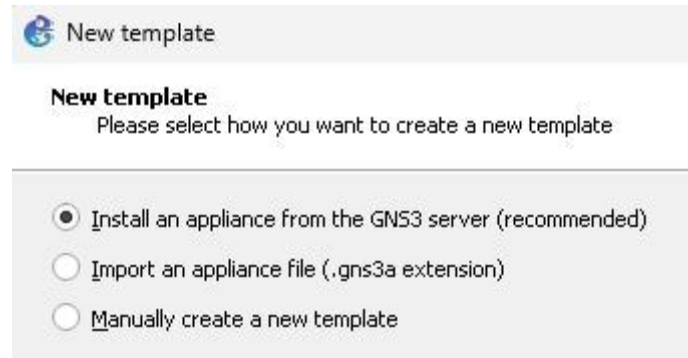 New template
New template
Please select how you want to create a new template
Install an appliance from the GNS3 server (recommended)
Import an appliance file (.gns3a extension)
Manually create a new template